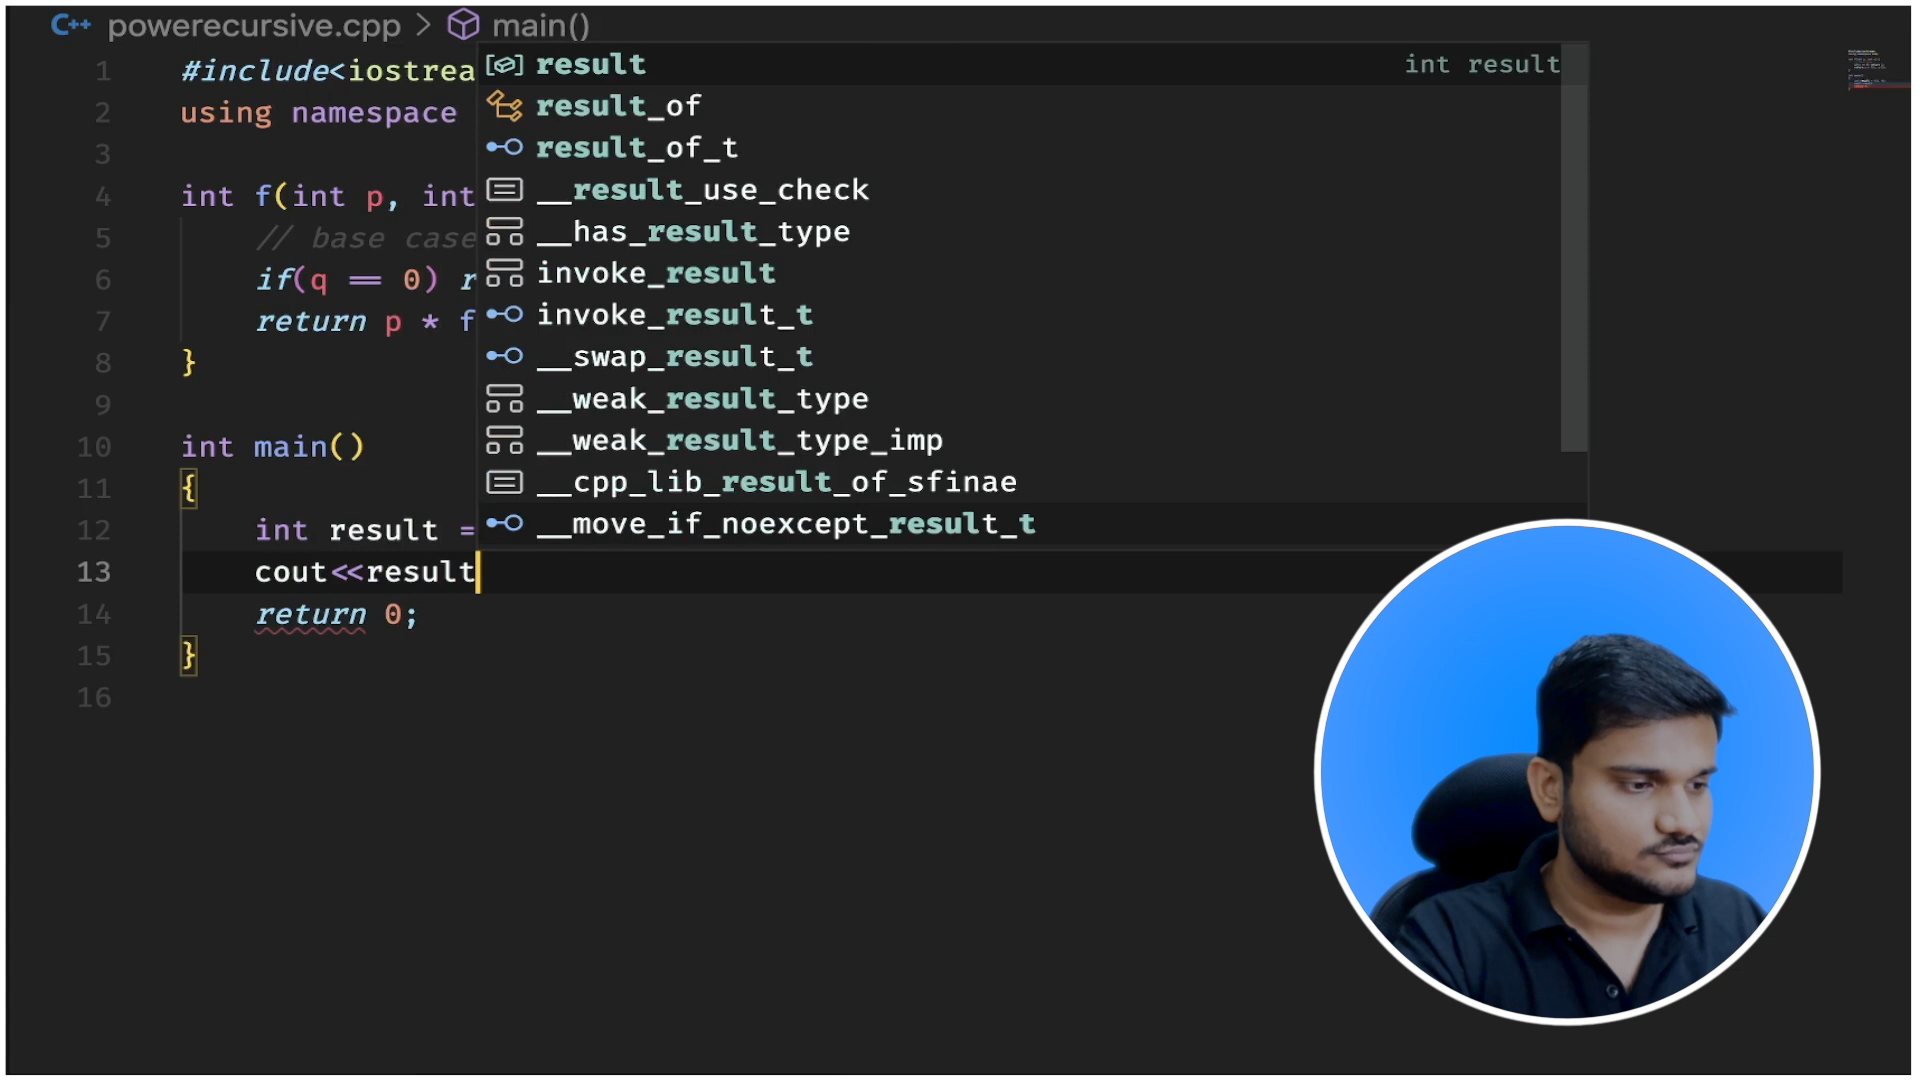 C++ powerecursive.cpp > main()
1 #include<iostrea
2 using namespace
3
4 int f(int p, int
5 // base case
6 if(q == 0) r
7 return p * f
8 }
9
10 int main()
11 {
12 int result =
13 cout<<result
14 return 0;
15 }
16
result int result
result_of
result_of_t
__result_use_check
__has_result_type
invoke_result
invoke_result_t
__swap_result_t
__weak_result_type
__weak_result_type_imp
__cpp_lib_result_of_sfinae
__move_if_noexcept_result_t